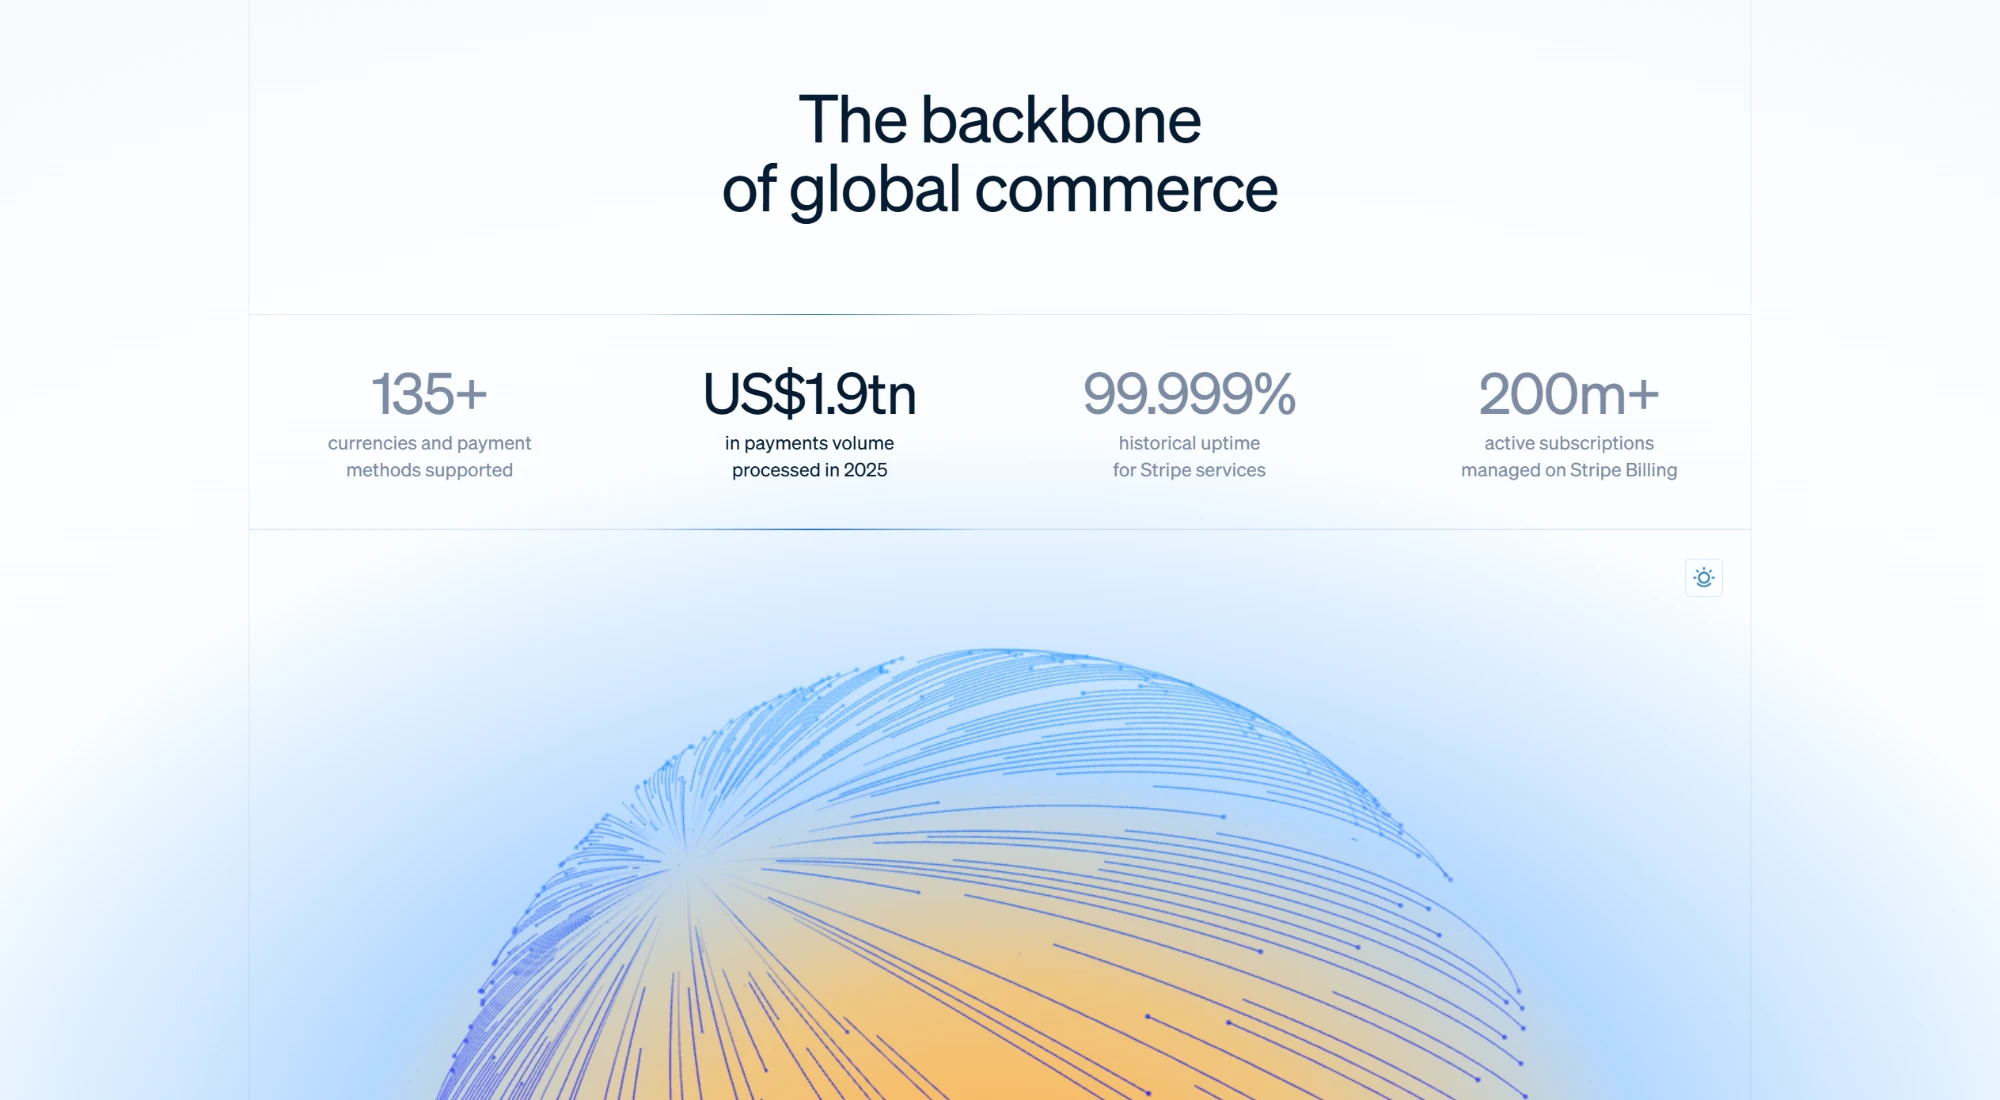 The backbone
of global commerce
135+
currencies and payment
methods supported
US$1.9tn
in payments volume
processed in 2025
99.999%
historical uptime
for Stripe services
200m+
active subscriptions
managed on Stripe Billing